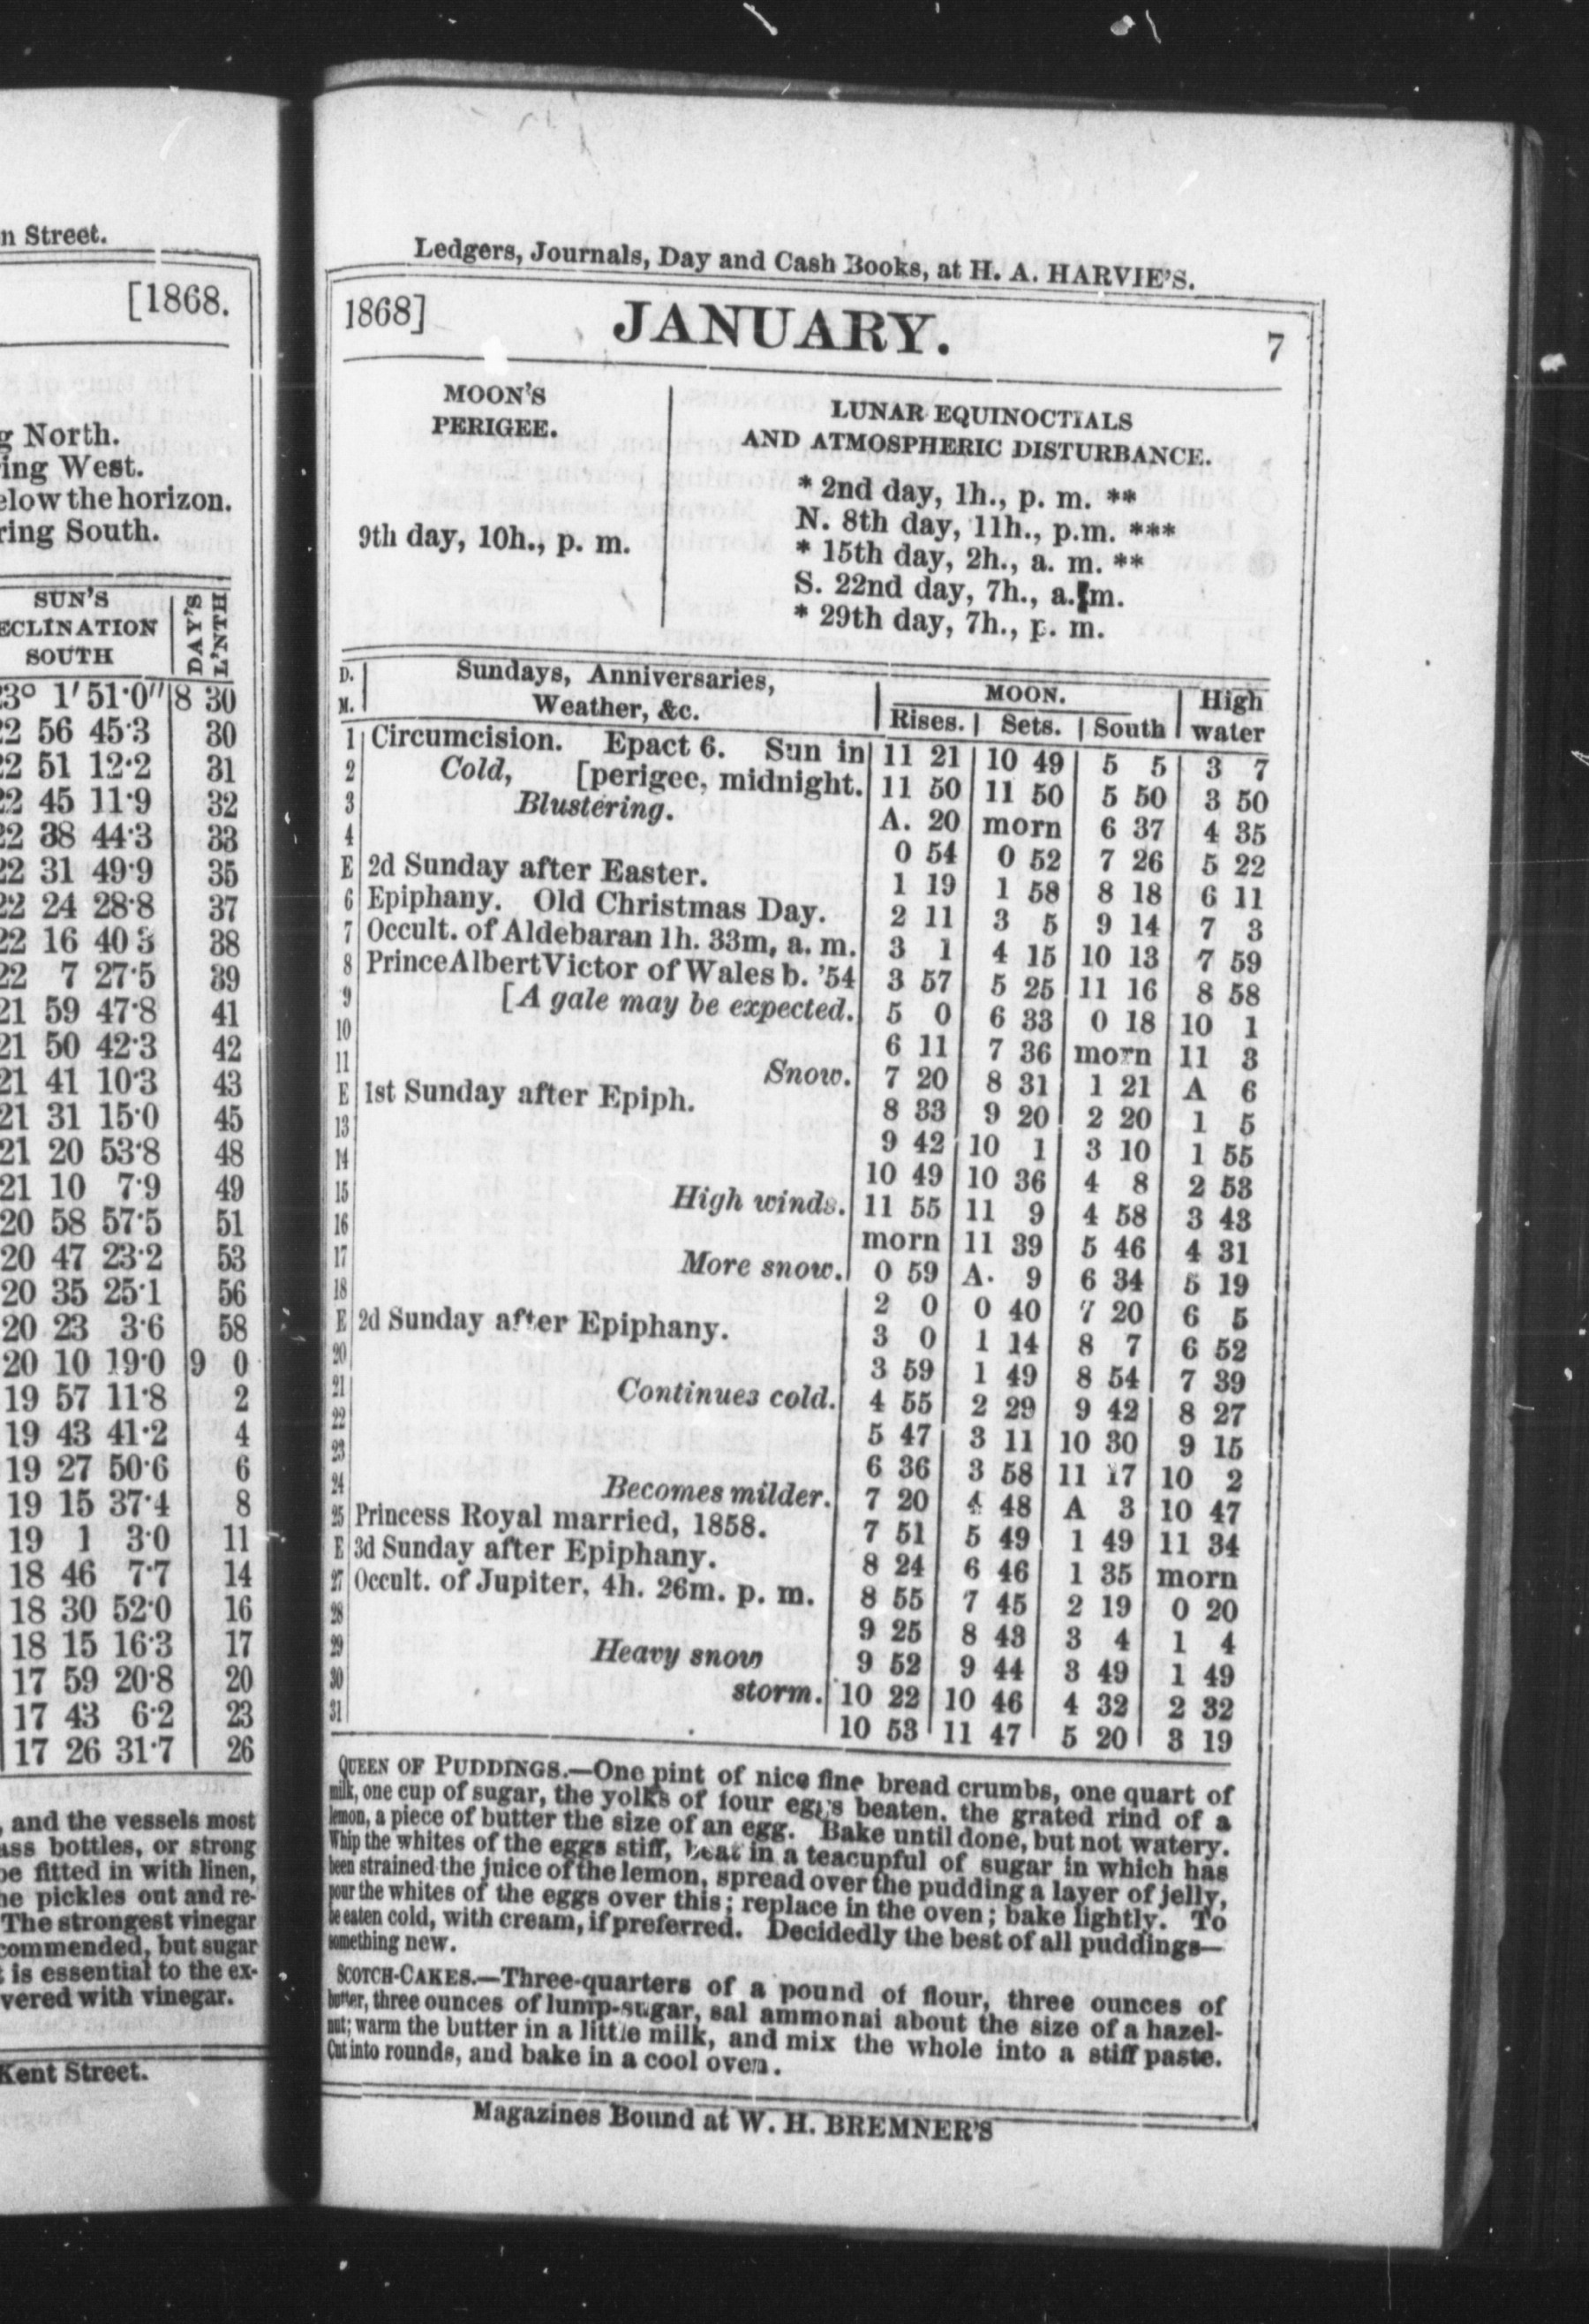 n Street.
[1868.
g North.
ring West.
elow the horizon.
ring South.
SUN'S
ECLINATION
SOUTH
DAY'S
L'NTH
23° 1' 51·0" 8 30
22 56 45·3 30
22 51 12·2 31
22 45 11·9 32
22 38 44·3 33
22 31 49·9 35
22 24 28·8 37
22 16 40 3 38
22 7 27·5 39
21 59 47·8 41
21 50 42·3 42
21 41 10·3 43
21 31 15·0 45
21 20 53·8 48
21 10 7·9 49
20 58 57·5 51
20 47 23·2 53
20 35 25·1 56
20 23 3·6 58
20 10 19·0 9 0
19 57 11·8 2
19 43 41·2 4
19 27 50·6 6
19 15 37·4 8
19 1 3·0 11
18 46 7·7 14
18 30 52·0 16
18 15 16·3 17
17 59 20·8 20
17 43 6·2 23
17 26 31·7 26
, and the vessels most
ass bottles, or strong
be fitted in with linen,
he pickles out and re-
The strongest vinegar
commended, but sugar
t is essential to the ex-
vered with vinegar.
Kent Street.
Ledgers, Journals, Day and Cash Books, at H. A. HARVIE'S.
1868] JANUARY. 7
MOON'S
PERIGEE.
9th day, 10h., p. m.
LUNAR EQUINOCTIALS
AND ATMOSPHERIC DISTURBANCE.
* 2nd day, 1h., p. m. **
N. 8th day, 11h., p.m. ***
* 15th day, 2h., a. m. **
S. 22nd day, 7h., a. m.
* 29th day, 7h., p. m.
D. M. Sundays, Anniversaries,
Weather, &c.
MOON.
Rises. Sets. South
High
water
1 Circumcision. Epact 6. Sun in 11 21 10 49 5 5 3 7
2 Cold, [perigee, midnight. 11 50 11 50 5 50 3 50
3 Blustering. A. 20 morn 6 37 4 35
4 0 54 0 52 7 26 5 22
E 2d Sunday after Easter. 1 19 1 58 8 18 6 11
6 Epiphany. Old Christmas Day. 2 11 3 5 9 14 7 3
7 Occult. of Aldebaran 1h. 33m, a. m. 3 1 4 15 10 13 7 59
8 Prince Albert Victor of Wales b. '54 3 57 5 25 11 16 8 58
9 [A gale may be expected. 5 0 6 33 0 18 10 1
10 6 11 7 36 morn 11 3
11 Snow. 7 20 8 31 1 21 A 6
E 1st Sunday after Epiph. 8 33 9 20 2 20 1 5
13 9 42 10 1 3 10 1 55
14 10 49 10 36 4 8 2 53
15 High winds. 11 55 11 9 4 58 3 43
16 morn 11 39 5 46 4 31
17 More snow. 0 59 A. 9 6 34 5 19
18 2 0 0 40 7 20 6 5
E 2d Sunday after Epiphany. 3 0 1 14 8 7 6 52
20 3 59 1 49 8 54 7 39
21 Continues cold. 4 55 2 29 9 42 8 27
22 5 47 3 11 10 30 9 15
23 6 36 3 58 11 17 10 2
24 Becomes milder. 7 20 4 48 A 3 10 47
25 Princess Royal married, 1858. 7 51 5 49 1 49 11 34
E 3d Sunday after Epiphany. 8 24 6 46 1 35 morn
27 Occult. of Jupiter, 4h. 26m. p. m. 8 55 7 45 2 19 0 20
28 9 25 8 43 3 4 1 4
29 Heavy snow 9 52 9 44 3 49 1 49
30 storm. 10 22 10 46 4 32 2 32
31 10 53 11 47 5 20 3 19
QUEEN OF PUDDINGS.—One pint of nice fine bread crumbs, one quart of
milk, one cup of sugar, the yolks of four eggs beaten, the grated rind of a
lemon, a piece of butter the size of an egg. Bake until done, but not watery.
Whip the whites of the eggs stiff, beat in a teacupful of sugar in which has
been strained the juice of the lemon, spread over the pudding a layer of jelly,
pour the whites of the eggs over this; replace in the oven; bake lightly. To
be eaten cold, with cream, if preferred. Decidedly the best of all puddings—
something new.
SCOTCH-CAKES.—Three-quarters of a pound of flour, three ounces of
butter, three ounces of lump-sugar, sal ammonai about the size of a hazel-
nut; warm the butter in a little milk, and mix the whole into a stiff paste.
Cut into rounds, and bake in a cool oven.
Magazines Bound at W. H. BREMNER'S